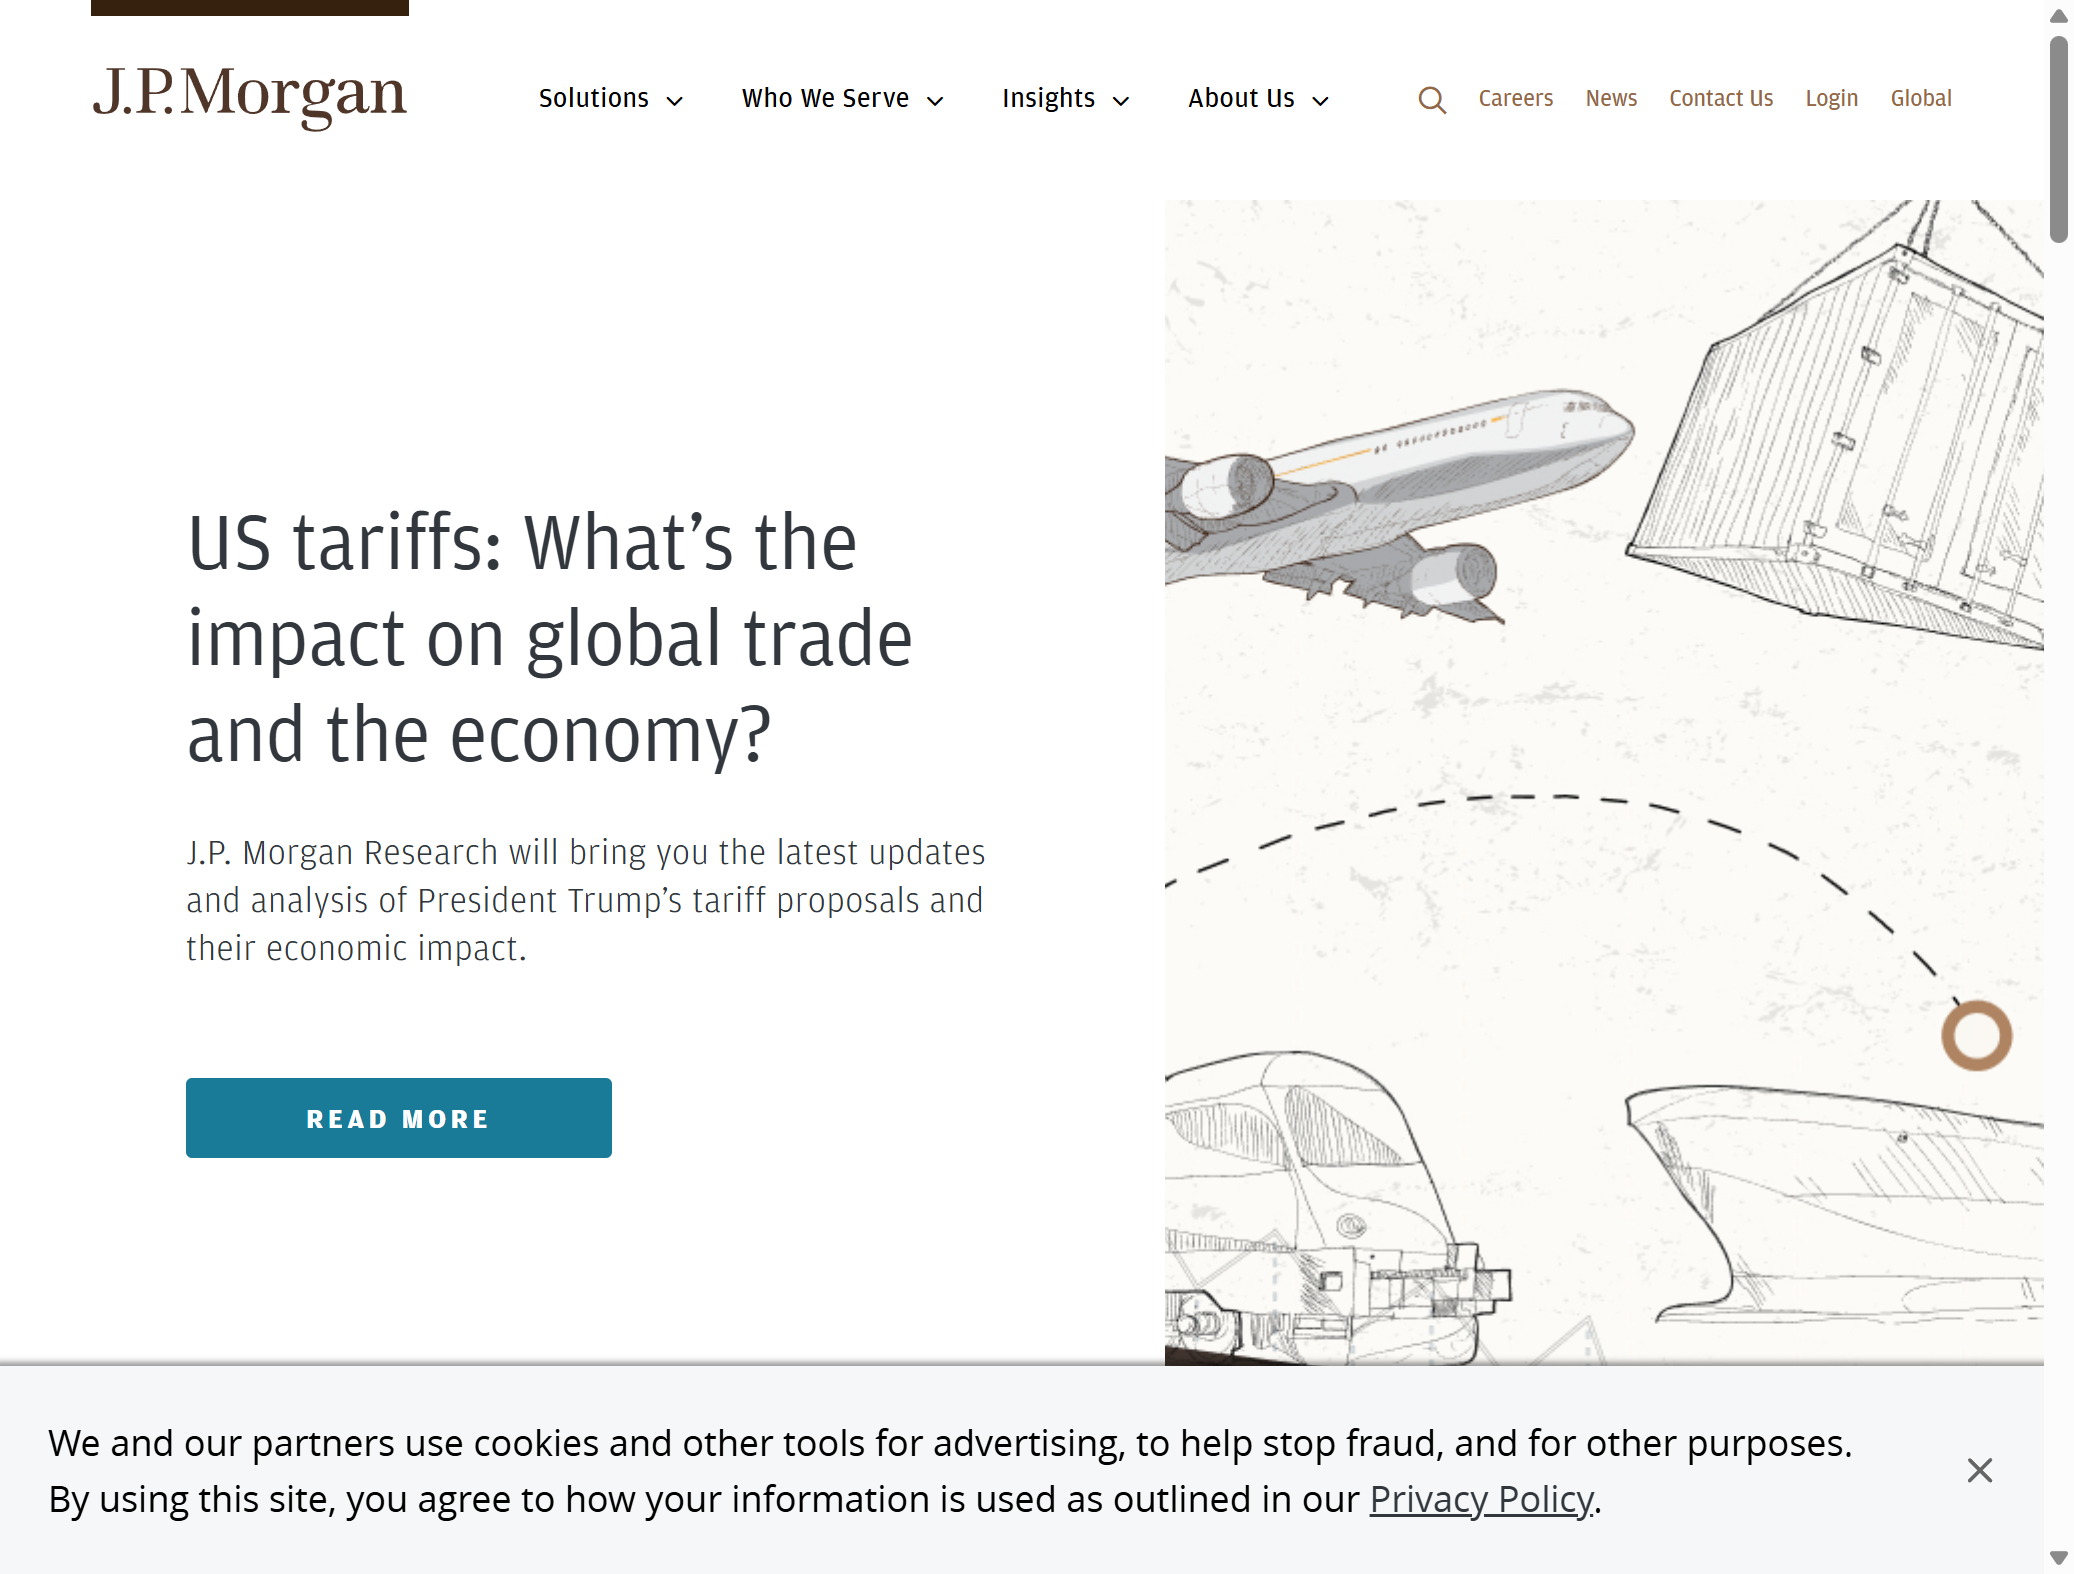 J.P.Morgan
Solutions Who We Serve Insights About Us Careers News Contact Us Login Global
US tariffs: What’s the
impact on global trade
and the economy?
J.P. Morgan Research will bring you the latest updates
and analysis of President Trump’s tariff proposals and
their economic impact.
READ MORE
We and our partners use cookies and other tools for advertising, to help stop fraud, and for other purposes.
By using this site, you agree to how your information is used as outlined in our Privacy Policy.